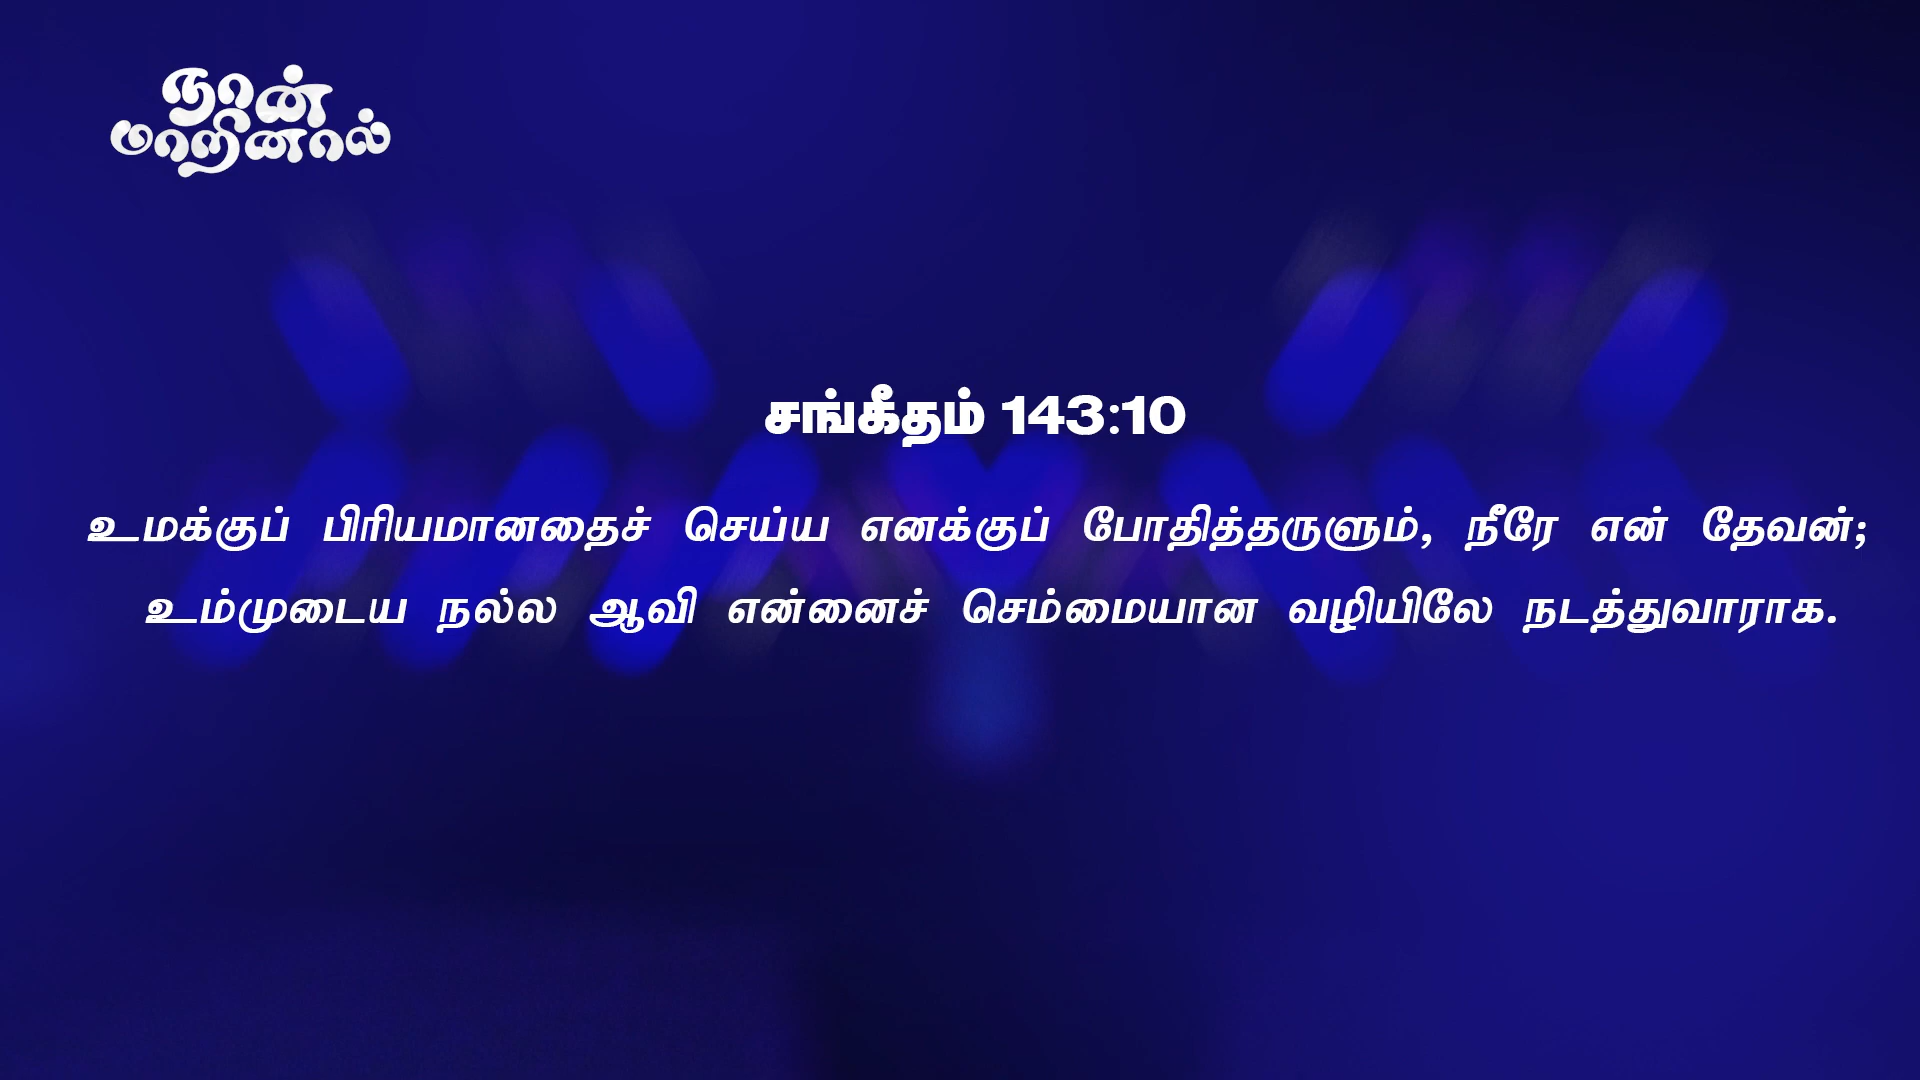 நான்
மாறினால்
சங்கீதம் 143:10
உமக்குப் பிரியமானதைச் செய்ய எனக்குப் போதித்தருளும், நீரே என் தேவன்;
உம்முடைய நல்ல ஆவி என்னைச் செம்மையான வழியிலே நடத்துவாராக.